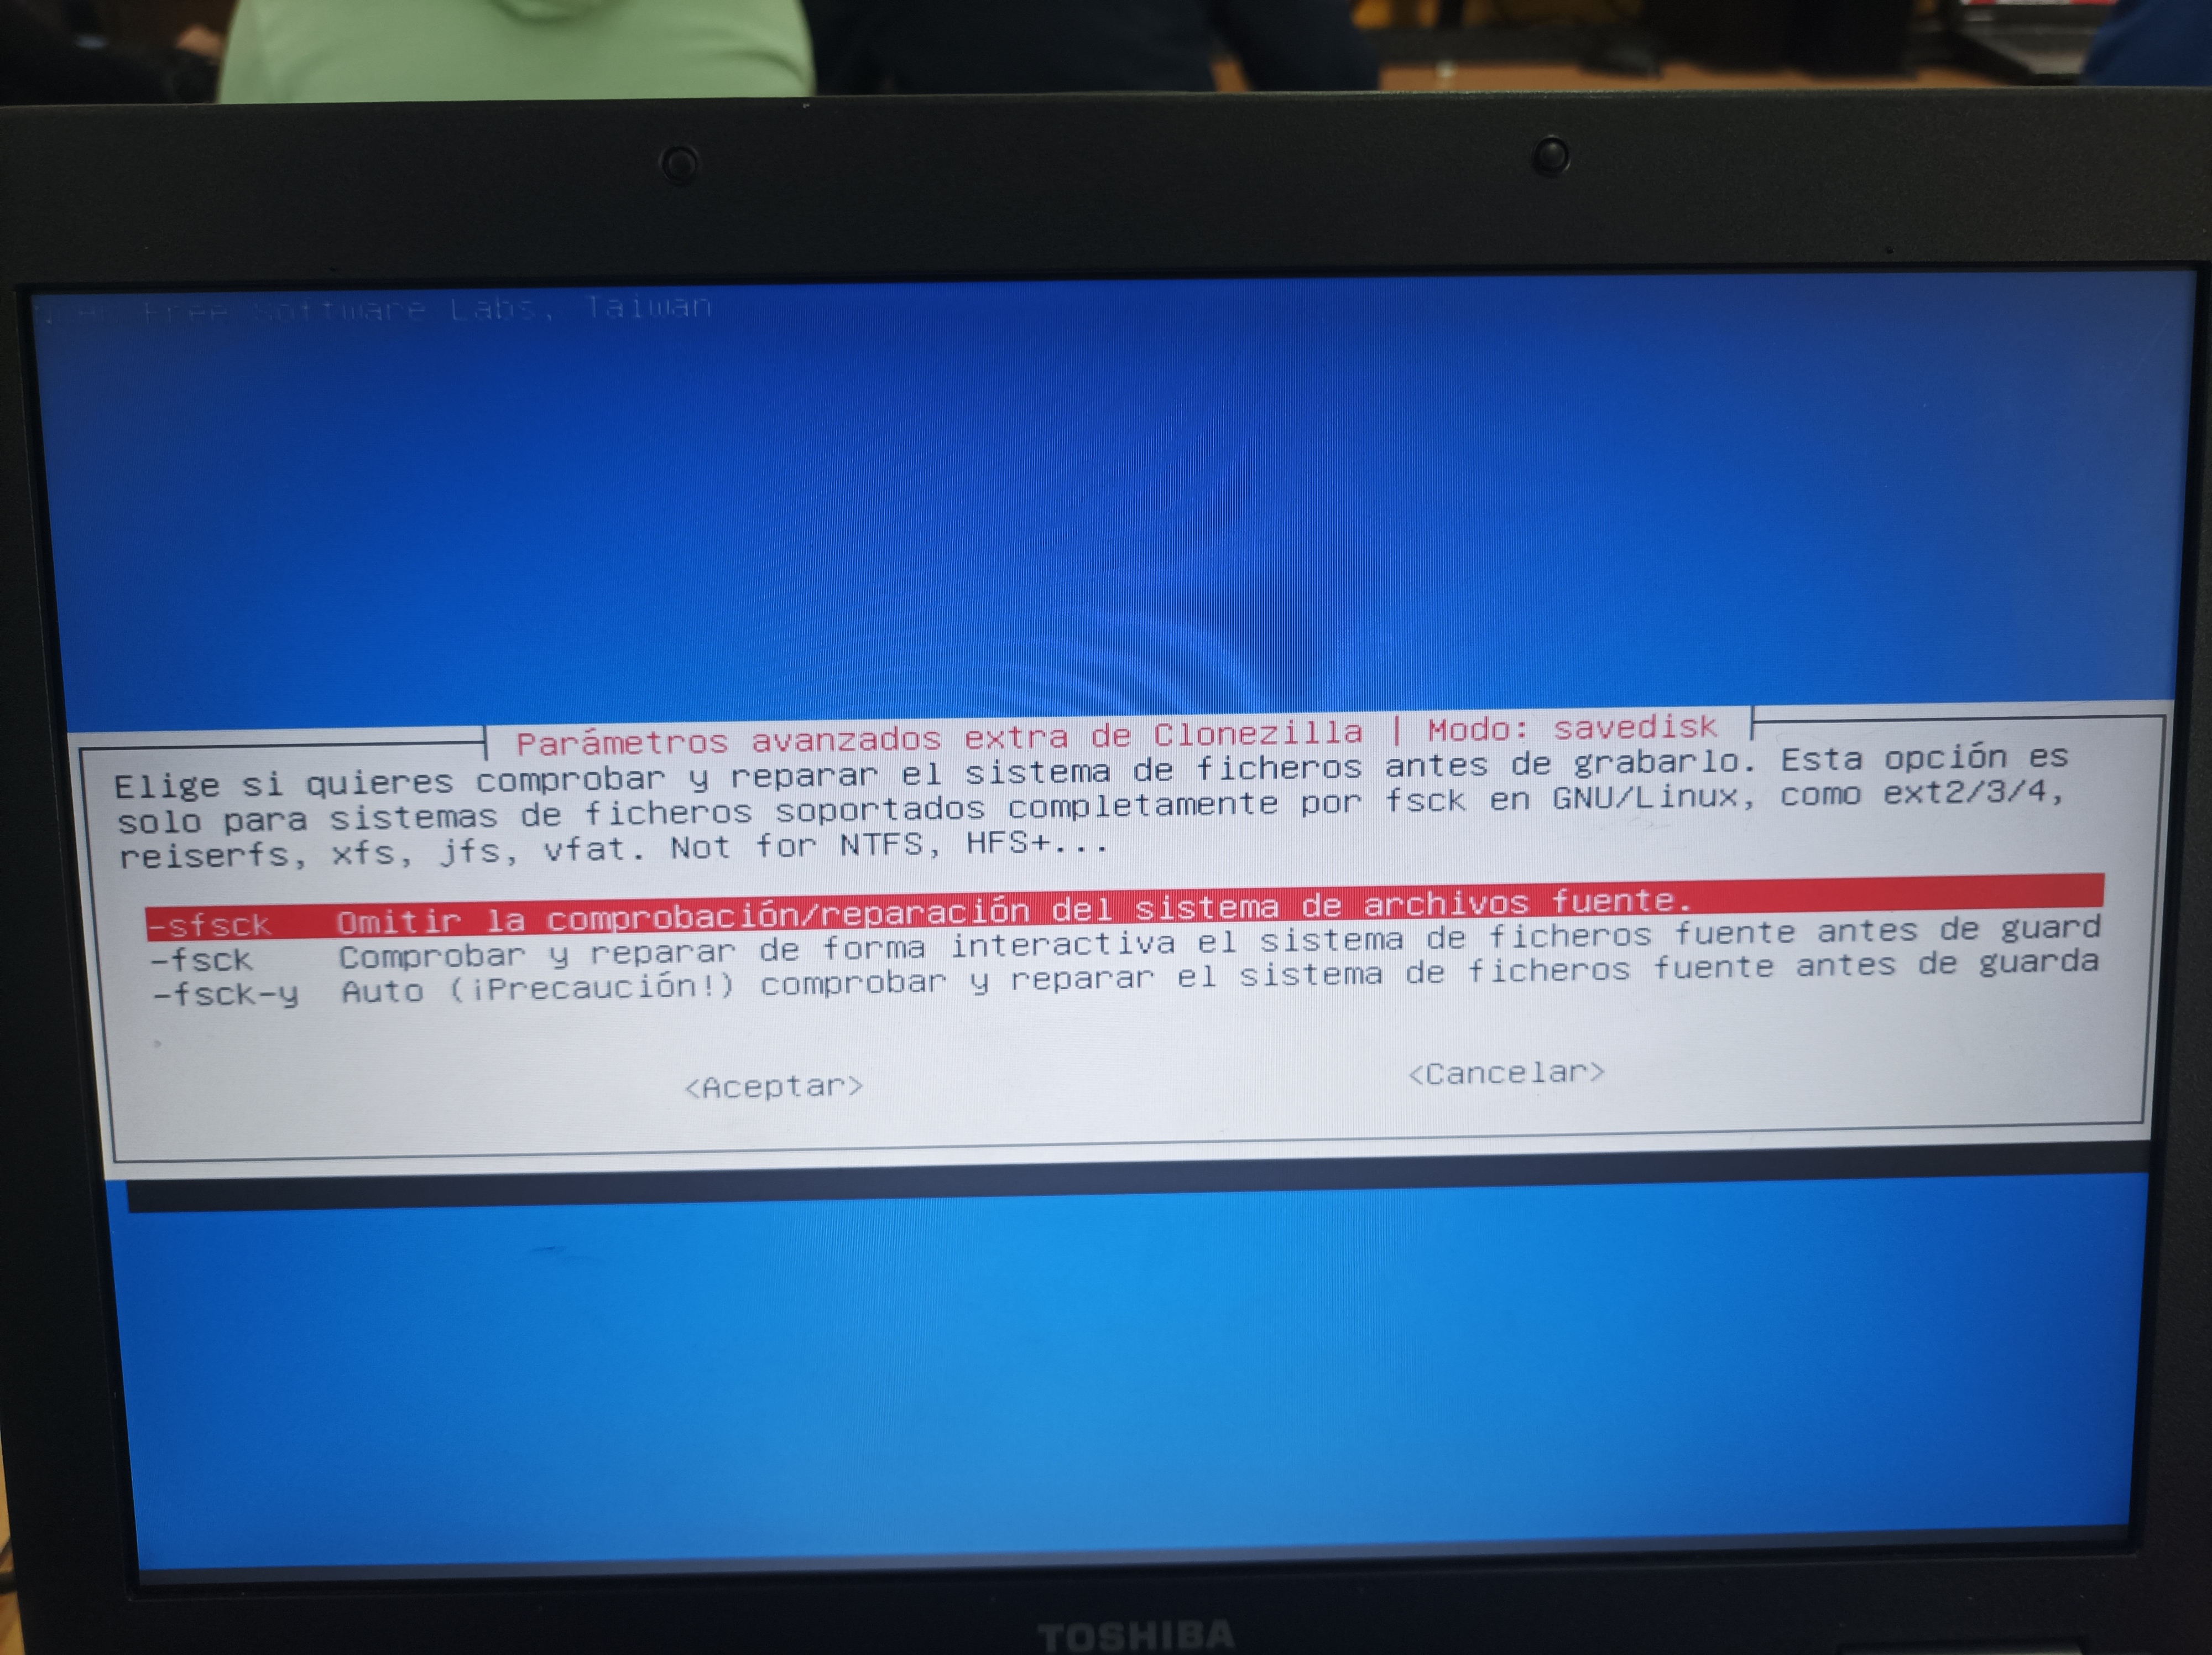 Free Software Labs, Taiwan
Parámetros avanzados extra de Clonezilla | Modo: savedisk
Elige si quieres comprobar y reparar el sistema de ficheros antes de grabarlo. Esta opción es
solo para sistemas de ficheros soportados completamente por fsck en GNU/Linux, como ext2/3/4,
reiserfs, xfs, jfs, vfat. Not for NTFS, HFS+...
-sfsck Omitir la comprobación/reparación del sistema de archivos fuente.
-fsck Comprobar y reparar de forma interactiva el sistema de ficheros fuente antes de guard
-fsck-y Auto (¡Precaución!) comprobar y reparar el sistema de ficheros fuente antes de guarda
<Aceptar> <Cancelar>
TOSHIBA